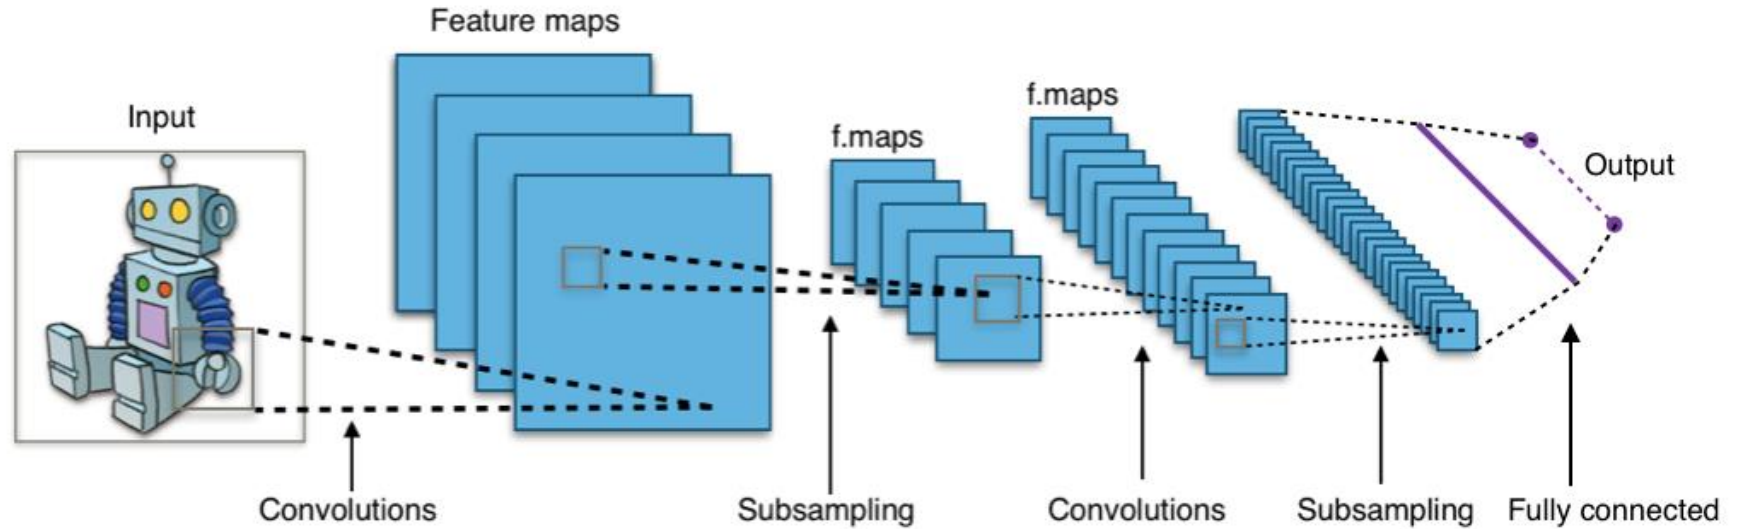 Feature maps
f.maps
Input
f.maps
Output
Convolutions
Subsampling
Convolutions
Subsampling
Fully connected